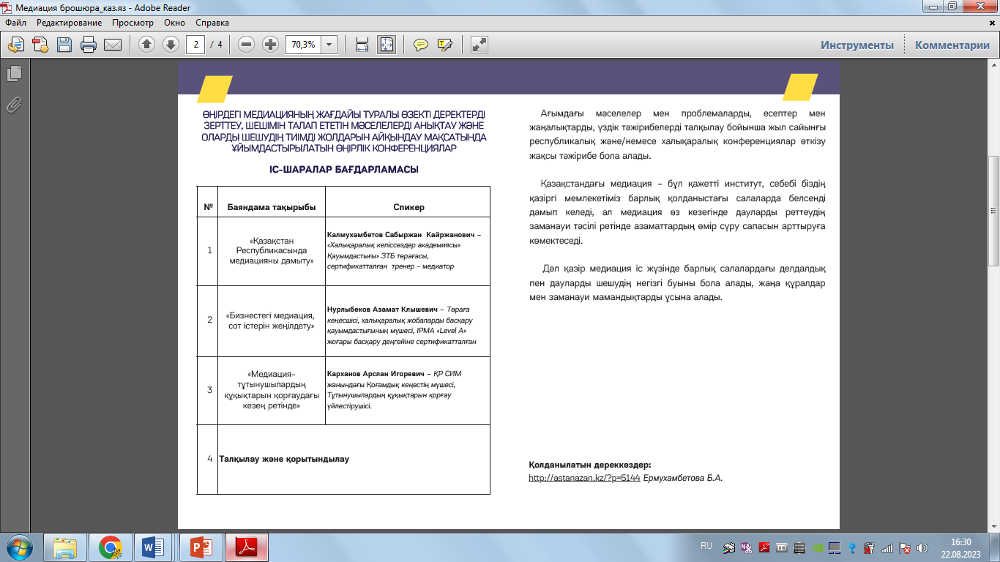 Медиация брошюра_каз.яз - Adobe Reader
Файл Редактирование Просмотр Окно Справка
2 / 4 70,3% Инструменты Комментарии
ӨҢІРДЕГІ МЕДИАЦИЯНЫҢ ЖАҒДАЙЫ ТУРАЛЫ ӨЗЕКТІ ДЕРЕКТЕРДІ
ЗЕРТТЕУ, ШЕШІМІН ТАЛАП ЕТЕТІН МӘСЕЛЕЛЕРДІ АНЫҚТАУ ЖӘНЕ
ОЛАРДЫ ШЕШУДІҢ ТИІМДІ ЖОЛДАРЫН АЙҚЫНДАУ МАҚСАТЫНДА
ҰЙЫМДАСТЫРЫЛАТЫН ӨҢІРЛІК КОНФЕРЕНЦИЯЛАР
ІС-ШАРАЛАР БАҒДАРЛАМАСЫ
№ Баяндама тақырыбы Спикер
1
«Қазақстан
Республикасында
медиацияны дамыту»
Калмухамбетов Сабыржан Кайржанович –
«Халықаралық келіссөздер академиясы»
Қауымдастығы» ЗТБ төрағасы,
сертификатталған тренер - медиатор
2
«Бизнестегі медиация,
сот істерін жеңілдету»
Нурлыбеков Азамат Клышевич – Төраға
кеңесшісі, халықаралық жобаларды басқару
қауымдастығының мүшесі, IPMA «Level A»
жоғары басқару деңгейіне сертификатталған
3
«Медиация-
тұтынушылардың
құқықтарын қорғаудағы
кезең ретінде»
Карханов Арслан Игоревич – ҚР СИМ
жанындағы Қоғамдық кеңестің мүшесі,
Тұтынушылардың құқықтарын қорғау
үйлестірушісі.
4 Талқылау және қорытындылау
Ағымдағы мәселелер мен проблемаларды, есептер мен
жаңалықтарды, үздік тәжірибелерді талқылау бойынша жыл сайынғы
республикалық және/немесе халықаралық конференциялар өткізу
жақсы тәжірибе бола алады.
Қазақстандағы медиация - бұл қажетті институт, себебі біздің
қазіргі мемлекетіміз барлық қолданыстағы салаларда белсенді
дамып келеді, ал медиация өз кезегінде дауларды реттеудің
заманауи тәсілі ретінде азаматтардың өмір сүру сапасын арттыруға
көмектеседі.
Дәл қазір медиация іс жүзінде барлық салалардағы делдалдық
пен дауларды шешудің негізгі буыны бола алады, жаңа құралдар
мен заманауи мамандықтарды ұсына алады.
Қолданылатын дереккөздер:
http://astanazan.kz/?p=5144 Ермухамбетова Б.А.
RU
16:30
22.08.2023